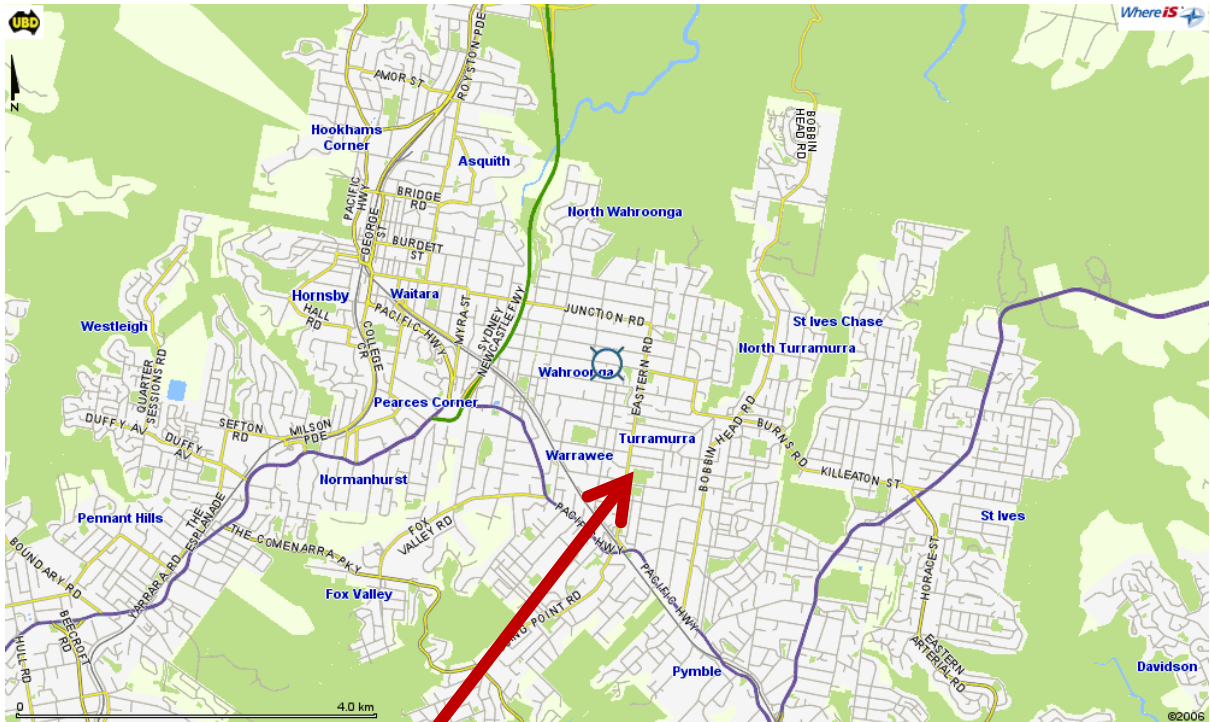 UBD
WhereiS
N
AMOR ST
ROYSTON PDE
BOBBIN
HEAD RD
Hookhams
Corner
Asquith
PACIFIC
HWY
BRIDGE
RD
GEORGE
ST
North Wahroonga
BURDETT
ST
Hornsby
Waitara
HALL
RD
PACIFIC HWY
MYRA ST
SYDNEY
NEWCASTLE FWY
JUNCTION RD
Westleigh
St Ives Chase
North Turramurra
COLLEGE
CR
EASTERN RD
Wahroonga
QUARTER
SESSIONS RD
Pearces Corner
DUFFY AV
DUFFY
AV
SEFTON
RD
MILSON
PDE
BOBBIN HEAD RD
BURNS RD
Turramurra
Warrawee
KILLEATON ST
Normanhurst
Pennant Hills
THE
ESPLANADE
FOX
VALLEY RD
PACIFIC HWY
St Ives
THE COMENARRA PKY
BOUNDARY RD
YARRARA RD
Fox Valley
PACIFIC HWY
HORACE ST
BEECROFT
RD
HULL RD
POINT RD
EASTERN
ARTERIAL RD
Pymble
Davidson
0
4.0 km
©2006